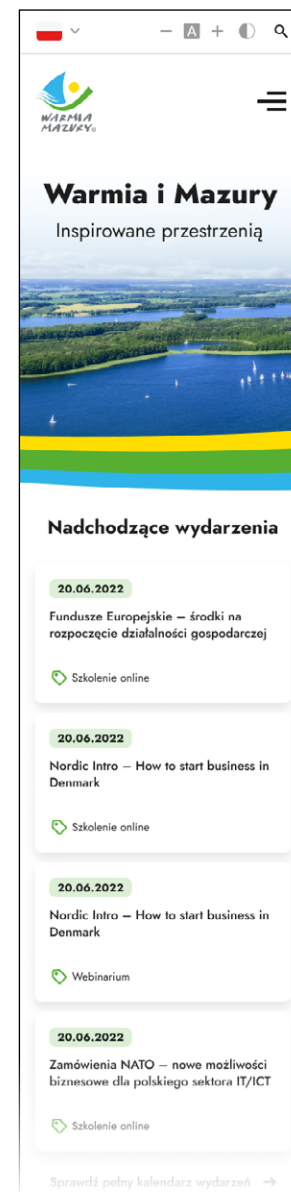 A
WARMIA
MAZURY
Warmia i Mazury
Inspirowane przestrzenią
Nadchodzące wydarzenia
20.06.2022
Fundusze Europejskie – środki na
rozpoczęcie działalności gospodarczej
Szkolenie online
20.06.2022
Nordic Intro – How to start business in
Denmark
Szkolenie online
20.06.2022
Nordic Intro – How to start business in
Denmark
Webinarium
20.06.2022
Zamówienia NATO – nowe możliwości
biznesowe dla polskiego sektora IT/ICT
Szkolenie online
Sprawdź pełny kalendarz wydarzeń →